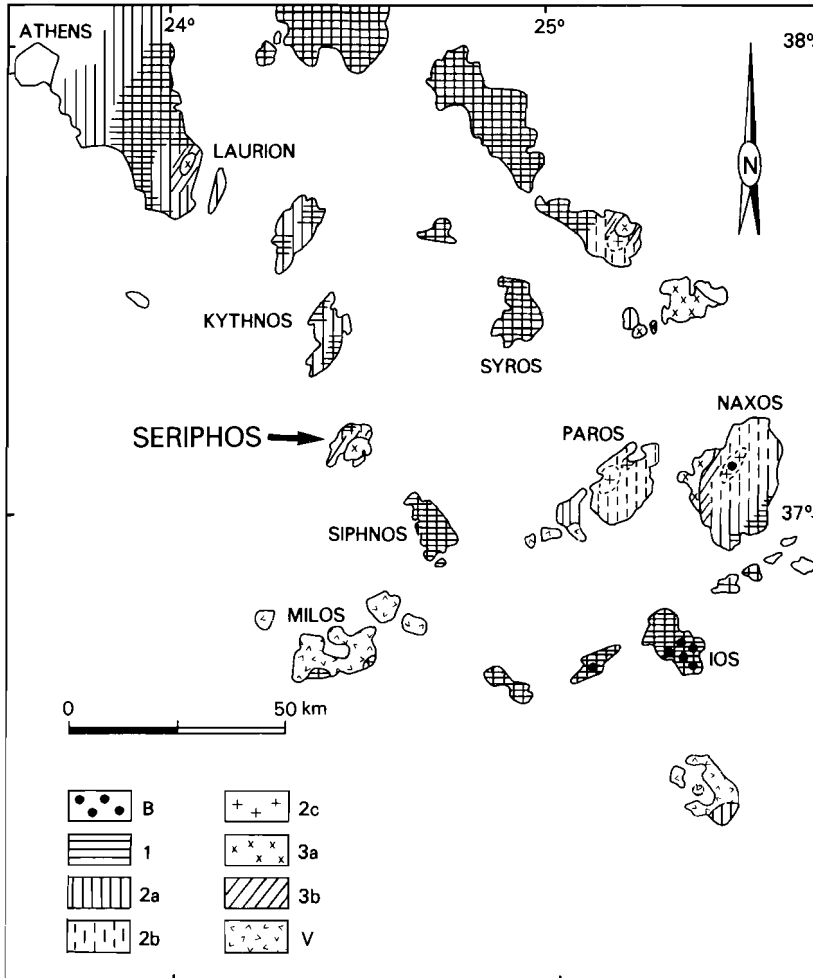 ATHENS
24°
25°
38°
LAURION
N
KYTHNOS
SYROS
SERIPHOS
PAROS
NAXOS
37°
SIPHNOS
MILOS
IOS
0 50 km
B 2c
1 3a
2a 3b
2b V